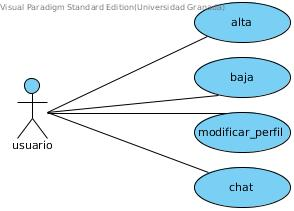 Visual Paradigm Standard Edition(Universidad Granada)
alta
baja
usuario
modificar_perfil
chat